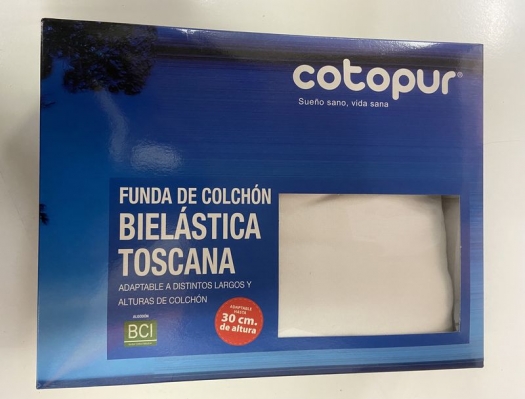 cotopur®
Sueño sano, vida sana
FUNDA DE COLCHÓN
BIELÁSTICA
TOSCANA
ADAPTABLE A DISTINTOS LARGOS Y
ALTURAS DE COLCHÓN
ALGODÓN
BCI
ADAPTABLE
HASTA
30 cm.
de altura